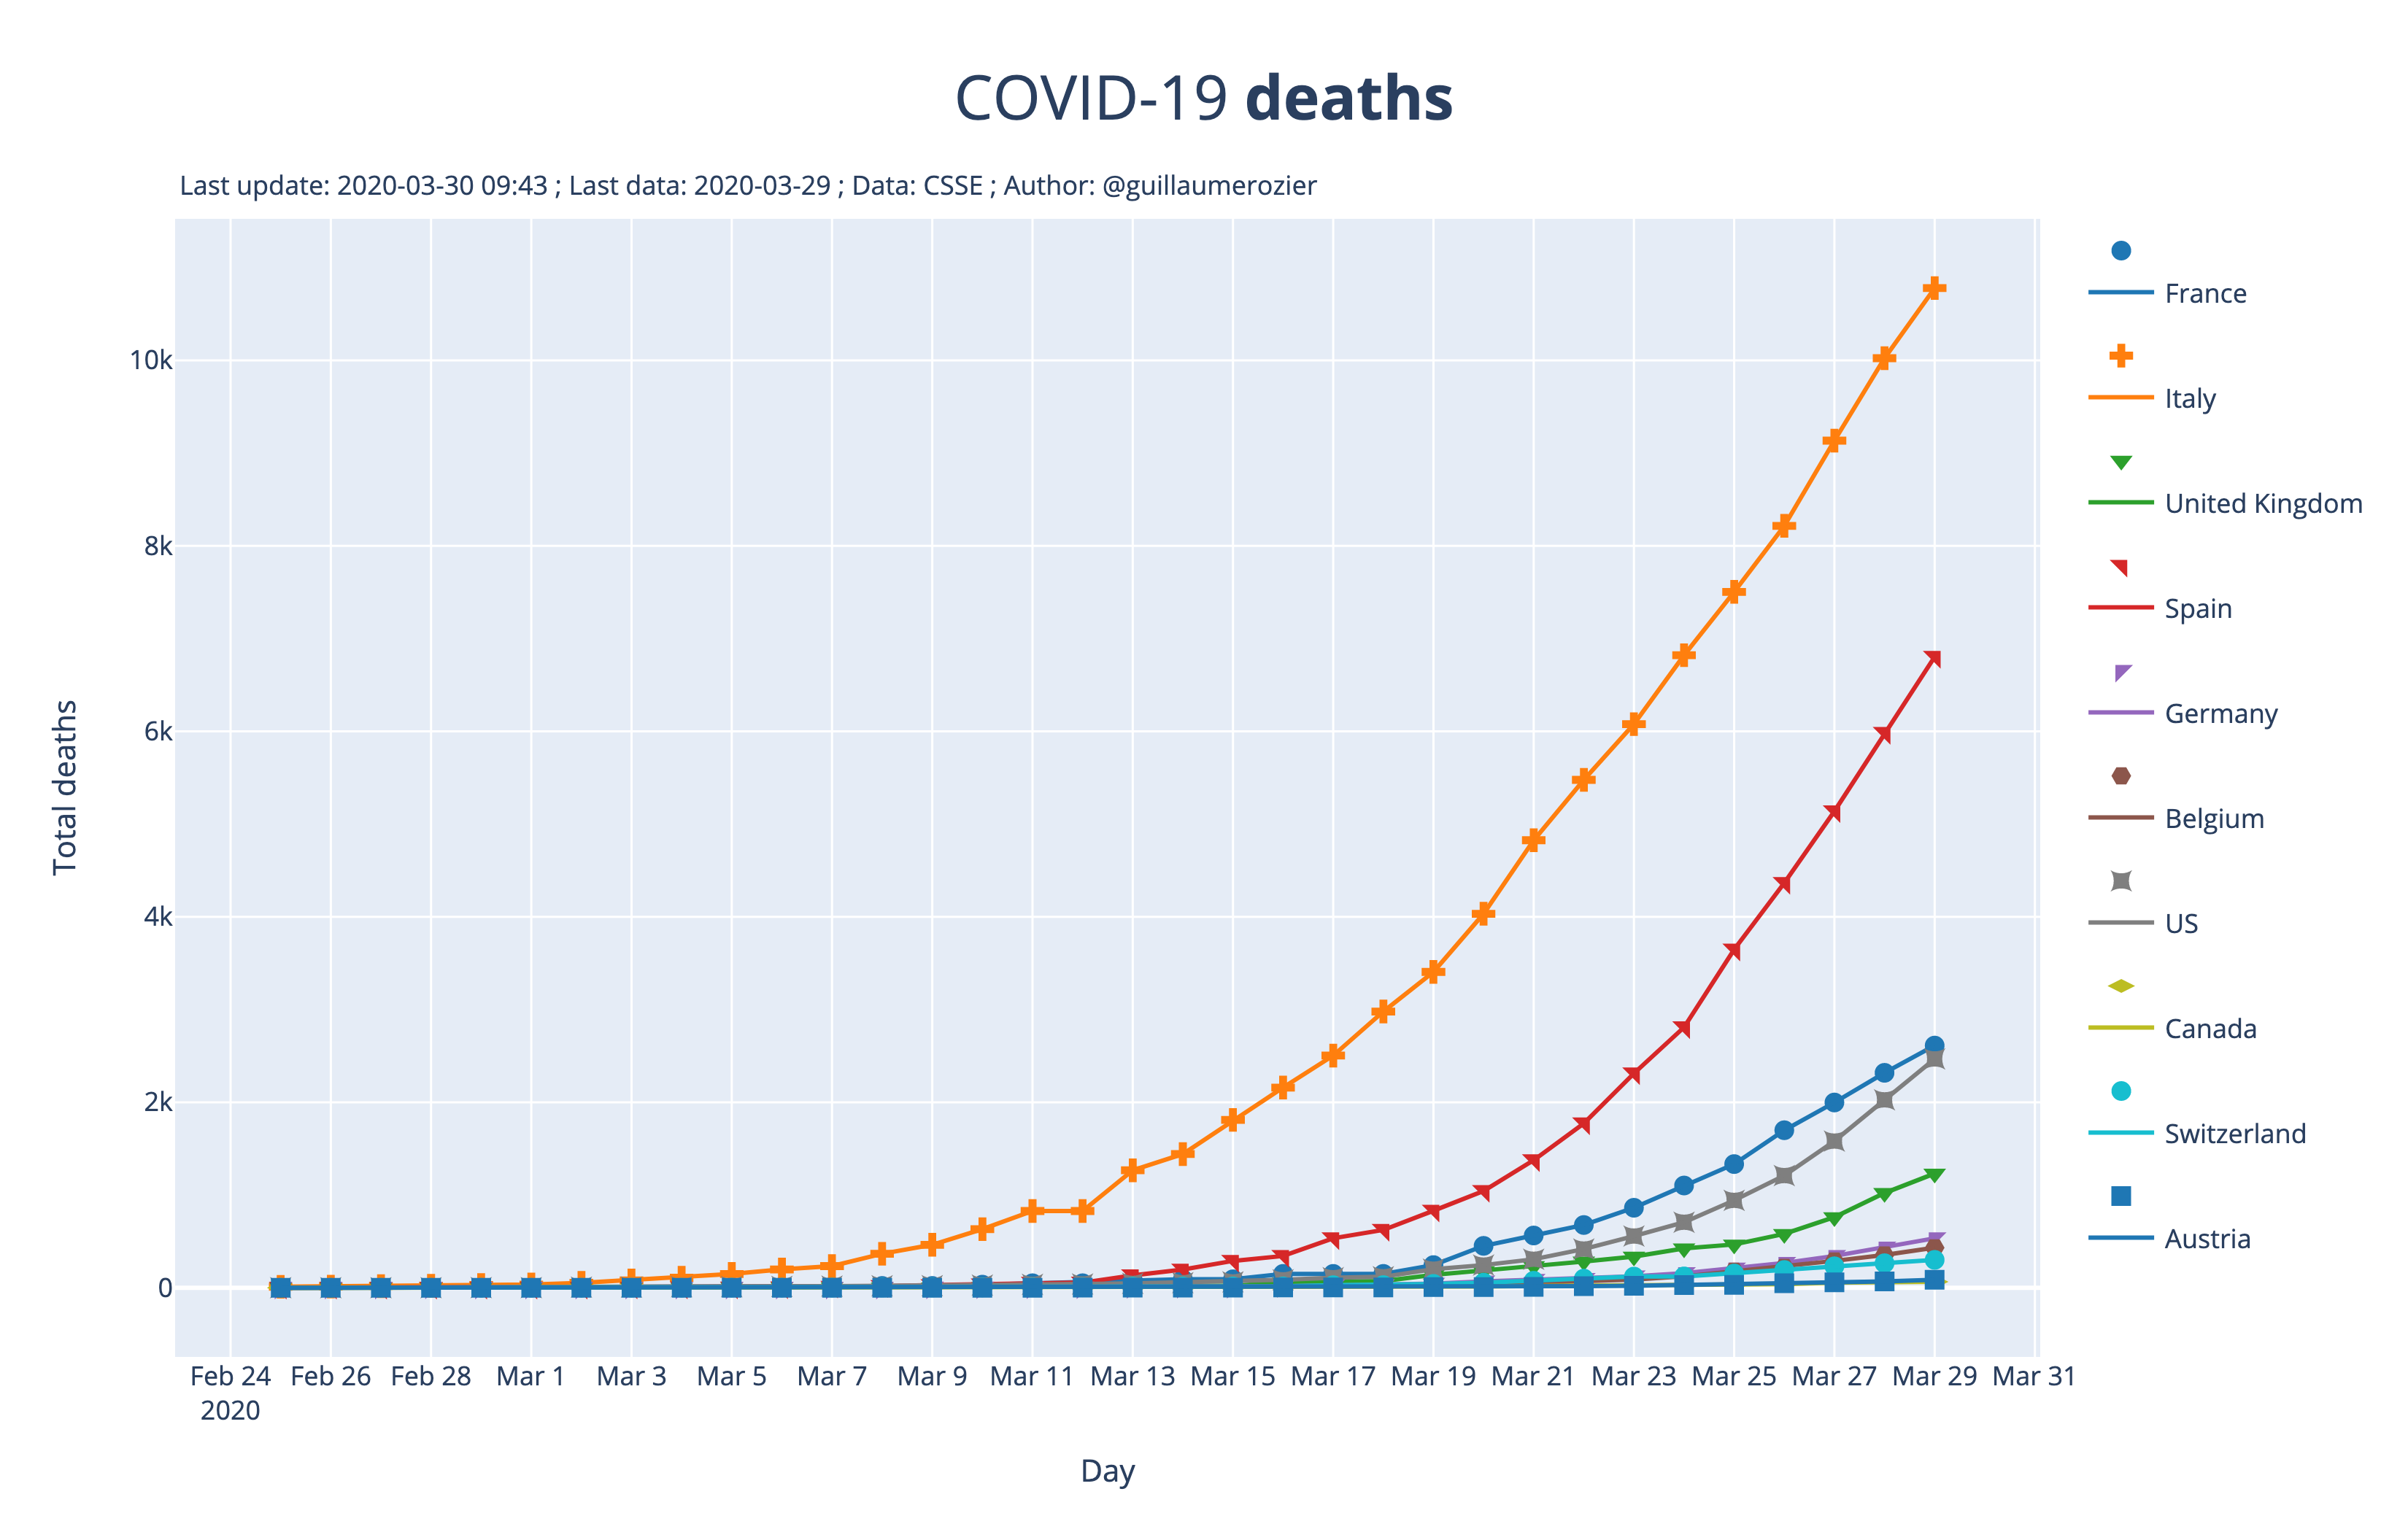 COVID-19 deaths
Last update: 2020-03-30 09:43 ; Last data: 2020-03-29 ; Data: CSSE ; Author: @guillaumerozier
Total deaths
10k
8k
6k
4k
2k
0
Feb 24 Feb 26 Feb 28 Mar 1 Mar 3 Mar 5 Mar 7 Mar 9 Mar 11 Mar 13 Mar 15 Mar 17 Mar 19 Mar 21 Mar 23 Mar 25 Mar 27 Mar 29 Mar 31
2020
Day
France
Italy
United Kingdom
Spain
Germany
Belgium
US
Canada
Switzerland
Austria